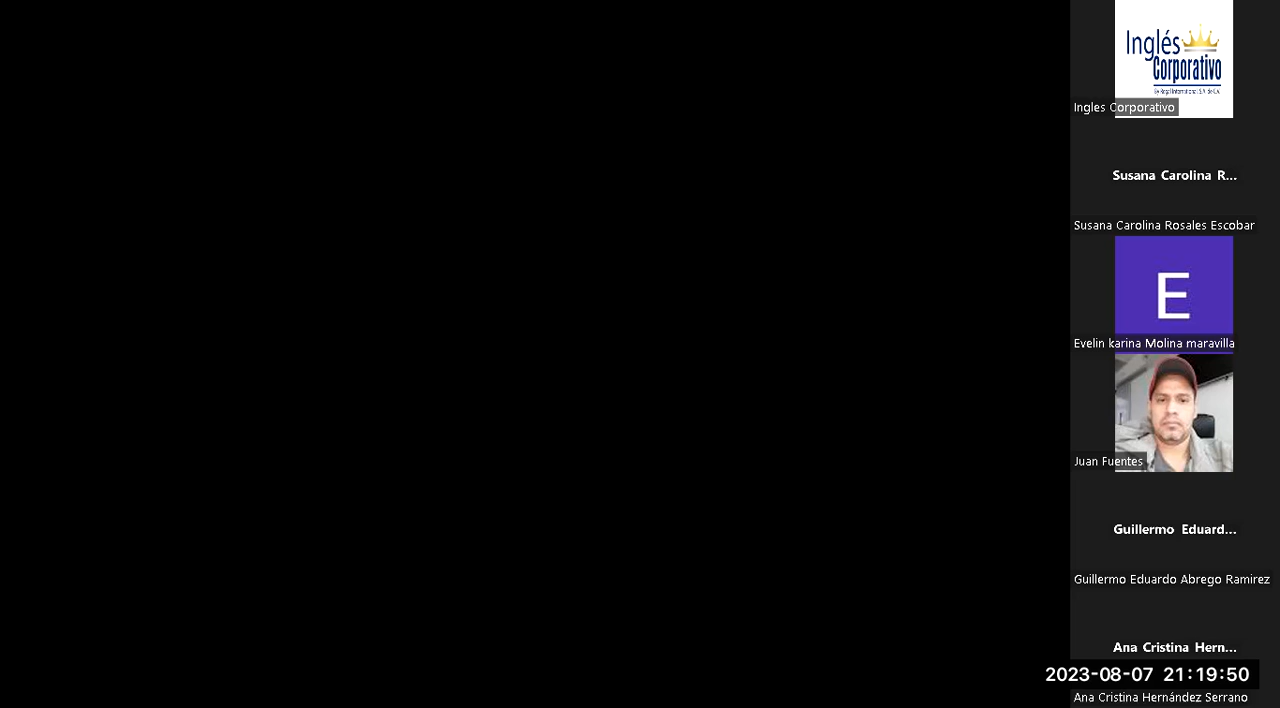 Inglés
Corporativo
Ingles Corporativo
Susana Carolina R...
Susana Carolina Rosales Escobar
E
Evelin karina Molina maravilla
Juan Fuentes
Guillermo Eduard...
Guillermo Eduardo Abrego Ramirez
Ana Cristina Hern...
2023-08-07 21:19:50
Ana Cristina Hernández Serrano